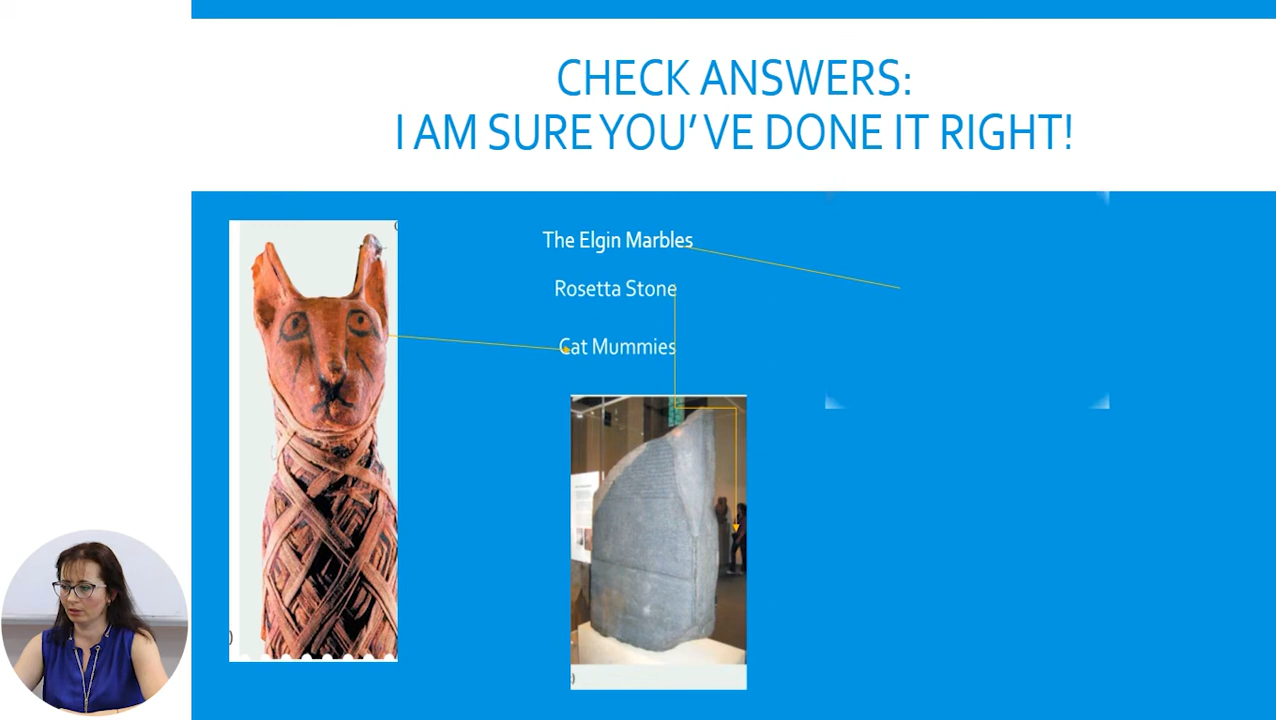 CHECK ANSWERS:
I AM SURE YOU’ VE DONE IT RIGHT!
The Elgin Marbles
Rosetta Stone
Cat Mummies